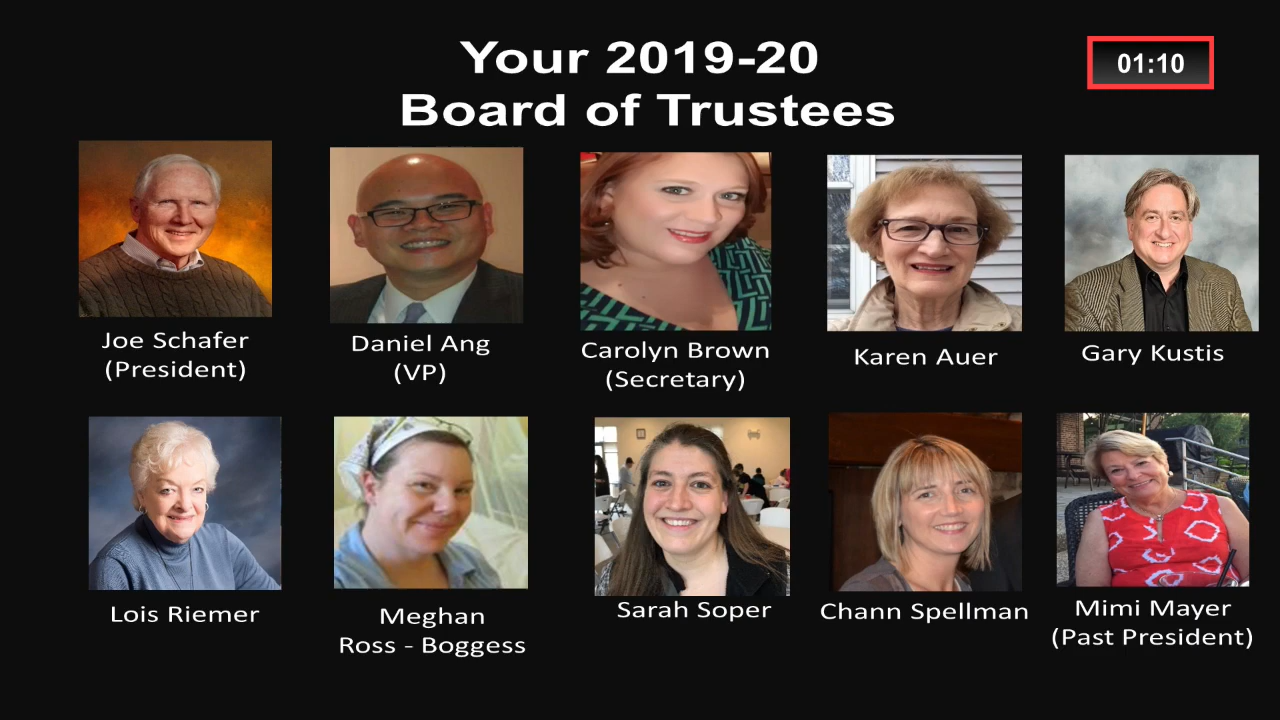 Your 2019-20
Board of Trustees
01:10
Joe Schafer
(President)
Daniel Ang
(VP)
Carolyn Brown
(Secretary)
Karen Auer
Gary Kustis
Lois Riemer
Meghan
Ross - Boggess
Sarah Soper
Chann Spellman
Mimi Mayer
(Past President)